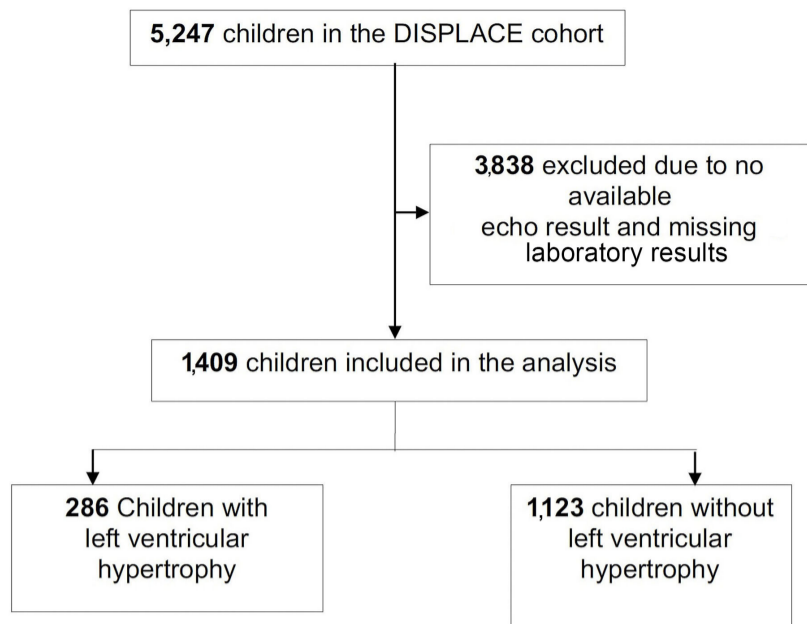 5,247 children in the DISPLACE cohort
3,838 excluded due to no
available
echo result and missing
laboratory results
1,409 children included in the analysis
286 Children with
left ventricular
hypertrophy
1,123 children without
left ventricular
hypertrophy